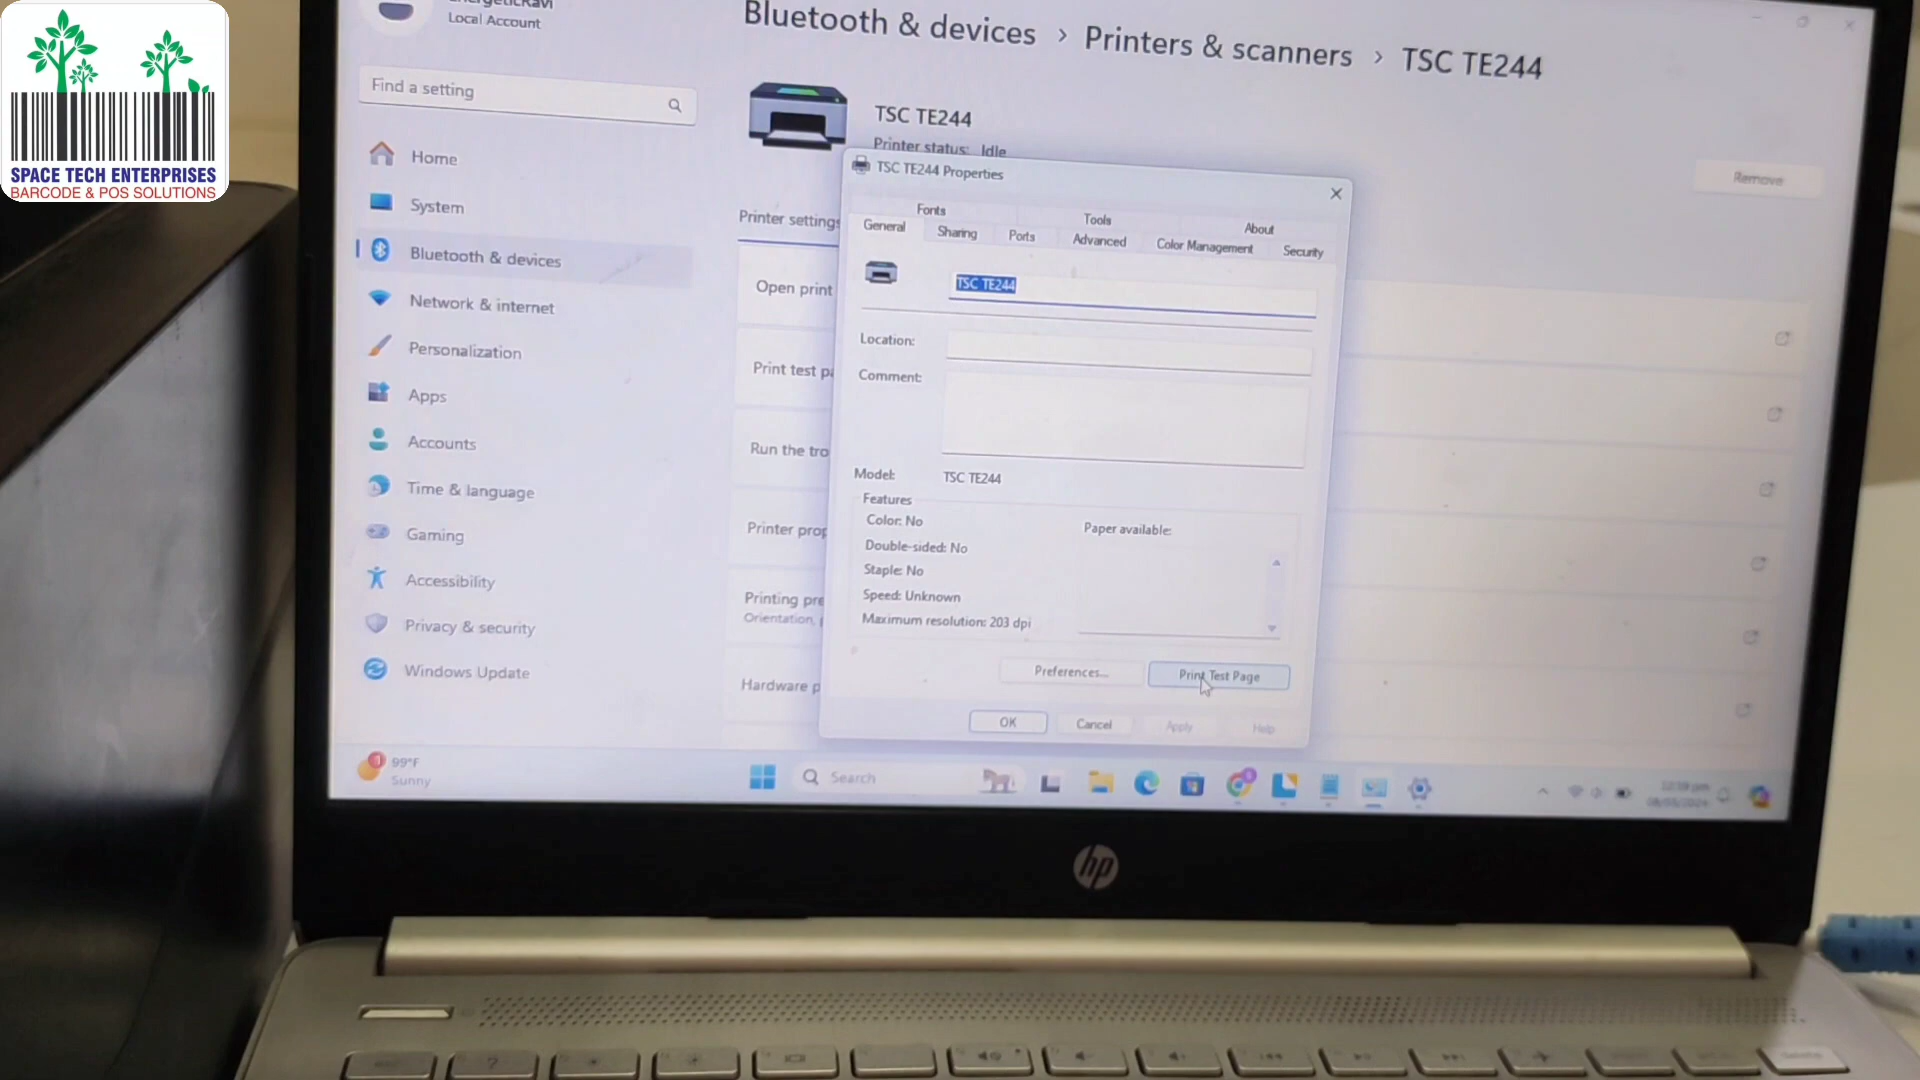 SPACE TECH ENTERPRISES
BARCODE & POS SOLUTIONS
Local Account
Find a setting
Home
System
Bluetooth & devices
Network & internet
Personalization
Apps
Accounts
Time & language
Gaming
Accessibility
Privacy & security
Windows Update
Bluetooth & devices > Printers & scanners > TSC TE244
TSC TE244
Printer status: Idle
Remove
Printer settings
Open print
Print test pa
Run the tro
Printer prop
Printing pre
Orientation,
Hardware p
TSC TE244 Properties
Fonts Tools About
General Sharing Ports Advanced Color Management Security
TSC TE244
Location:
Comment:
Model: TSC TE244
Features
Color: No
Double-sided: No
Staple: No
Speed: Unknown
Maximum resolution: 203 dpi
Paper available:
Preferences... Print Test Page
OK Cancel Apply Help
99°F
Sunny
Search
hp